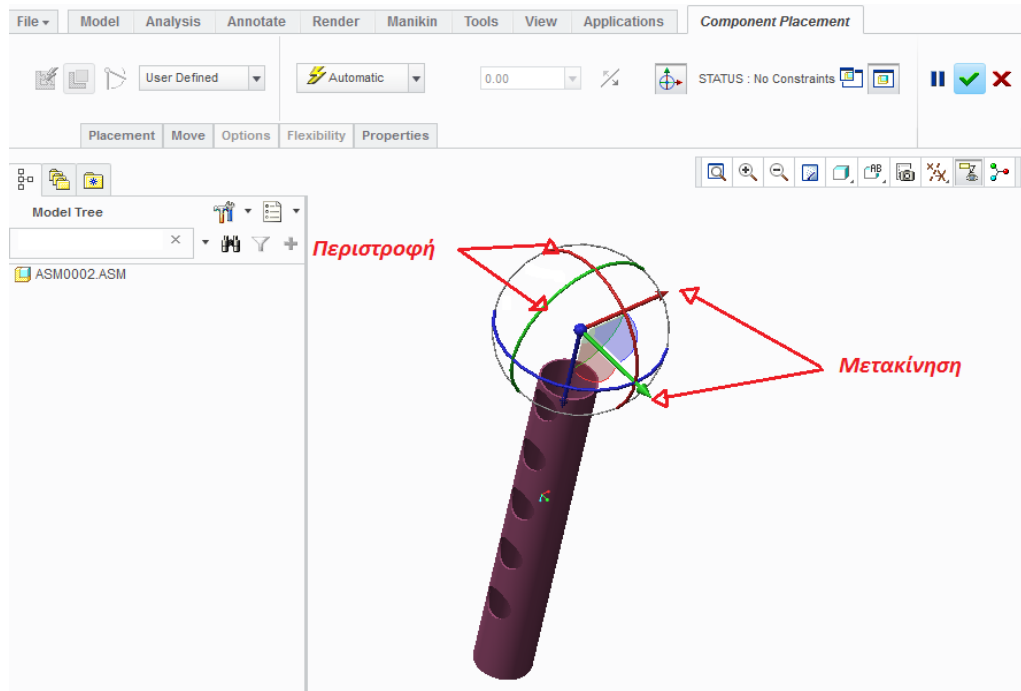 File Model Analysis Annotate Render Manikin Tools View Applications Component Placement
User Defined Automatic 0.00 STATUS : No Constraints
Placement Move Options Flexibility Properties
Model Tree
ASM0002.ASM
Περιστροφή
Μετακίνηση